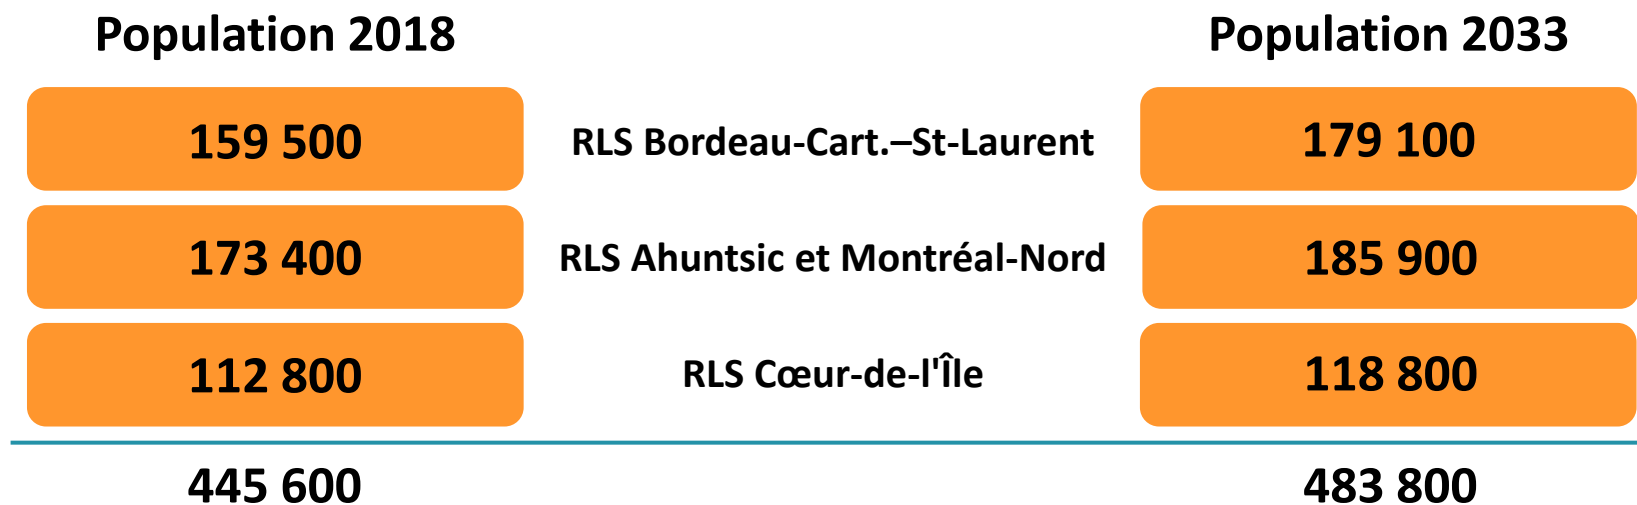 Population 2018 Population 2033
159 500 RLS Bordeau-Cart.–St-Laurent 179 100
173 400 RLS Ahuntsic et Montréal-Nord 185 900
112 800 RLS Cœur-de-l'Île 118 800
445 600 483 800